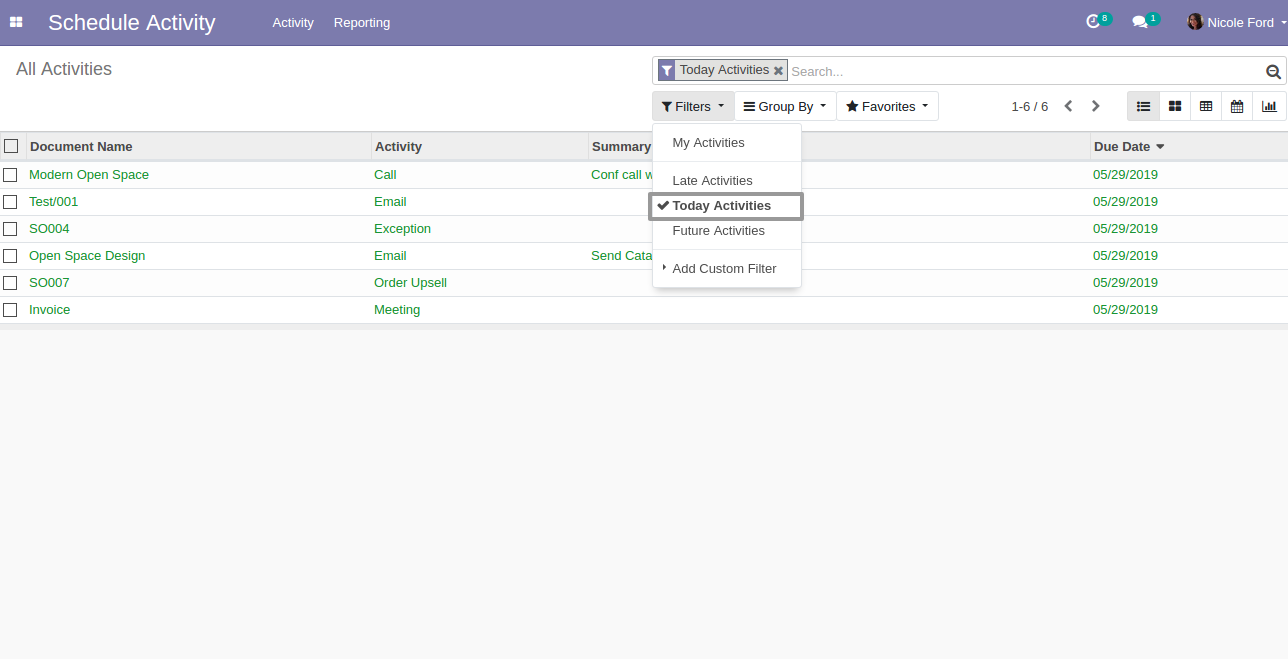 Schedule Activity Activity Reporting 8 1 Nicole Ford
All Activities
Today Activities Search...
Filters Group By Favorites 1-6 / 6
My Activities
Late Activities
Today Activities
Future Activities
Add Custom Filter
Document Name Activity Summary Due Date
Modern Open Space Call Conf call 05/29/2019
Test/001 Email 05/29/2019
SO004 Exception 05/29/2019
Open Space Design Email Send 05/29/2019
SO007 Order Upsell 05/29/2019
Invoice Meeting 05/29/2019